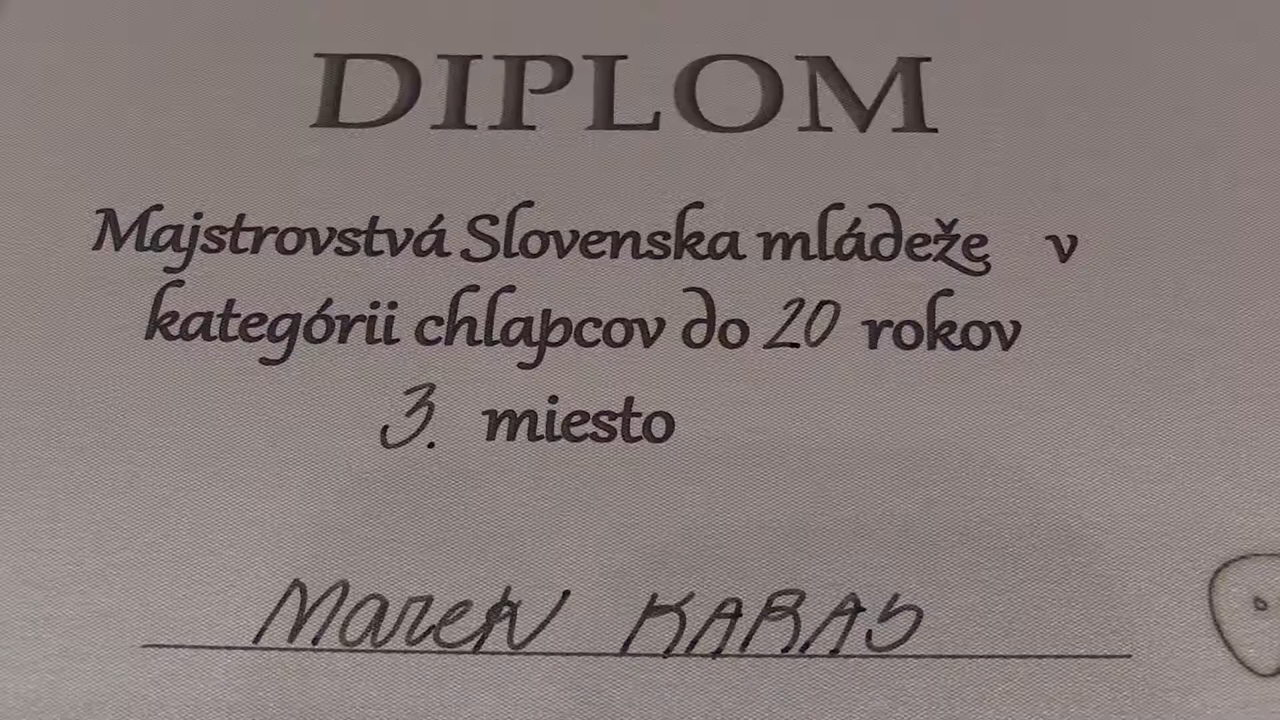 DIPLOM
Majstrovstvá Slovenska mládeže v
kategórii chlapcov do 20 rokov
3. miesto
Marek KARAS